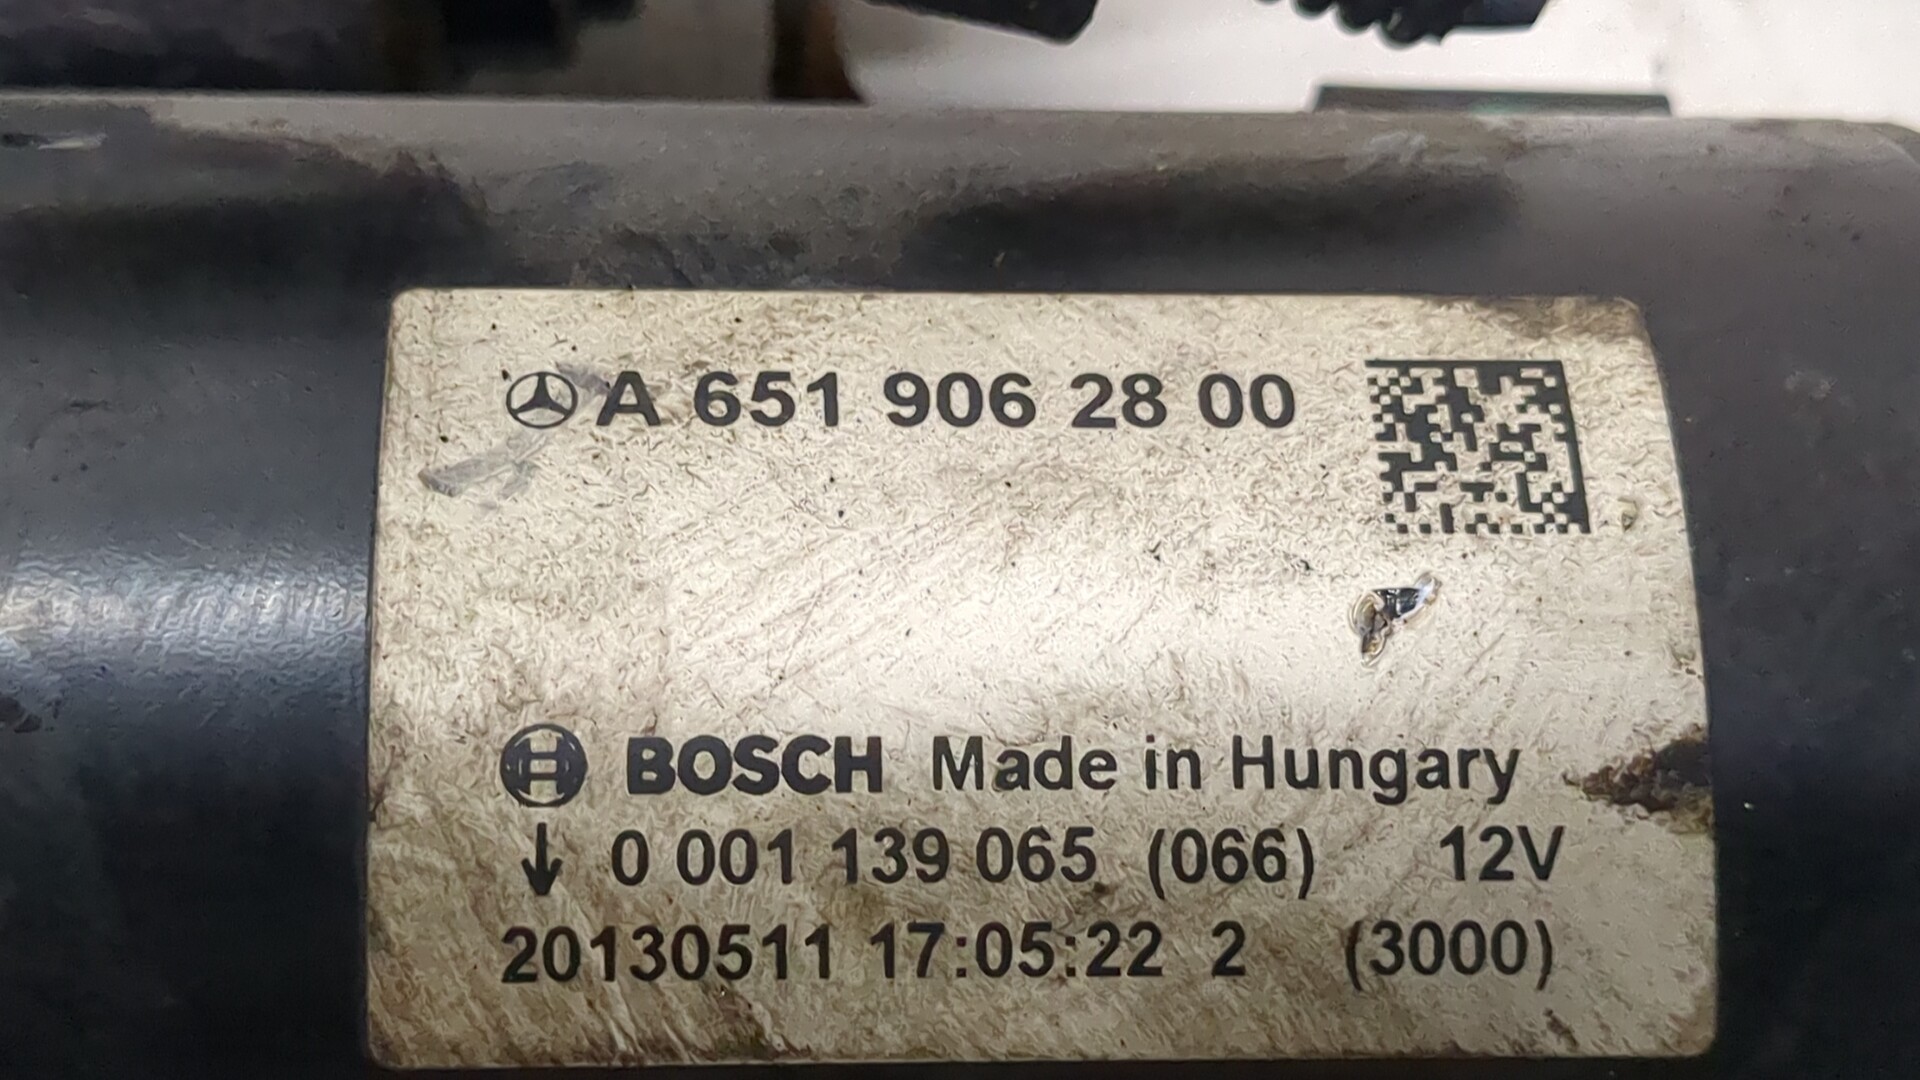 A 651 906 28 00
BOSCH Made in Hungary
↓ 0 001 139 065 (066) 12V
20130511 17:05:22 2 (3000)